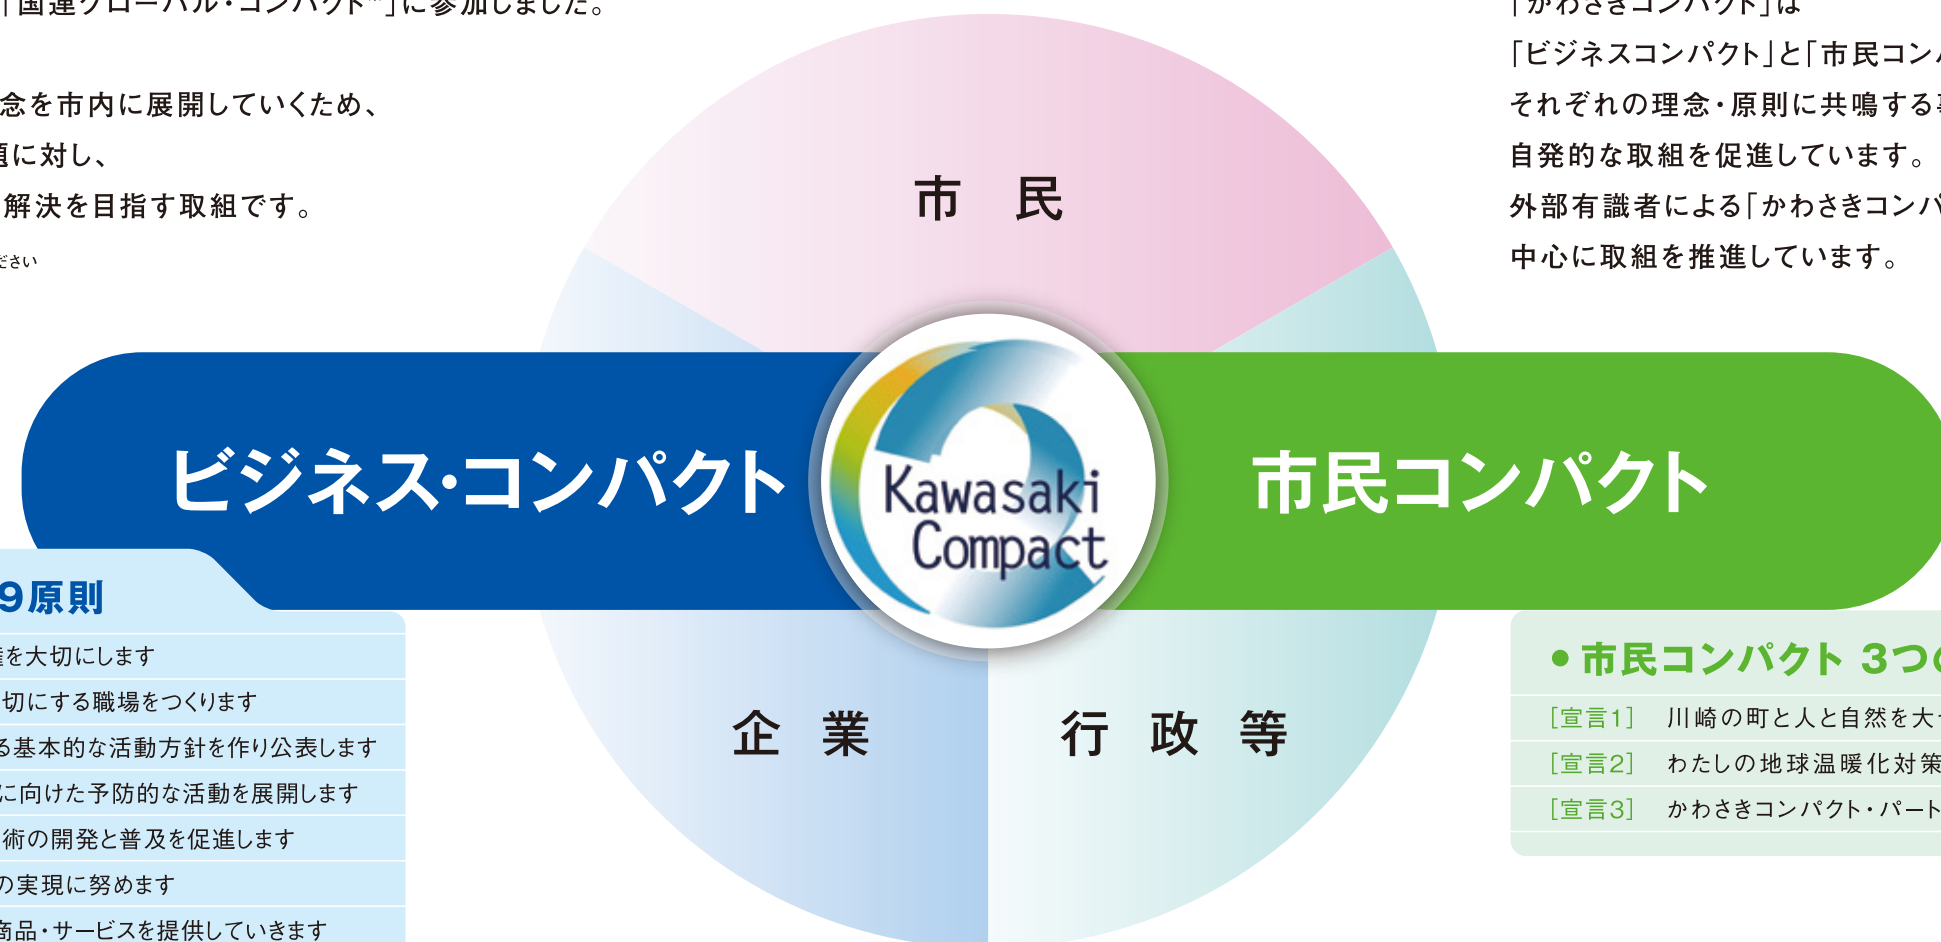 「国連グローバル・コンパクト※」に参加しました。
念を市内に展開していくため、
題に対し、
解決を目指す取組です。
ださい
「かわさきコンパクト」は
「ビジネスコンパクト」と「市民コンパ
それぞれの理念・原則に共鳴する事
自発的な取組を促進しています。
外部有識者による「かわさきコンパ
中心に取組を推進しています。
市 民
ビジネス・コンパクト
Kawasaki
Compact
市民コンパクト
企 業
行 政 等
9原則
を大切にします
切にする職場をつくります
る基本的な活動方針を作り公表します
に向けた予防的な活動を展開します
術の開発と普及を促進します
の実現に努めます
商品・サービスを提供していきます
● 市民コンパクト 3つの
[宣言1] 川崎の町と人と自然を大
[宣言2] わたしの地球温暖化対策
[宣言3] かわさきコンパクト・パート